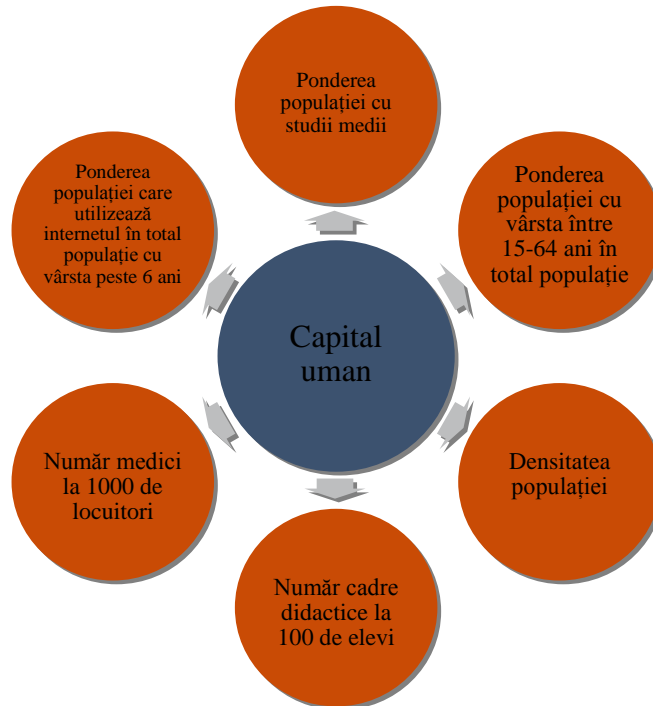 Ponderea
populației cu
studii medii
Ponderea
populației cu
vârsta între
15-64 ani în
total populație
Densitatea
populației
Număr cadre
didactice la
100 de elevi
Număr medici
la 1000 de
locuitori
Ponderea
populației care
utilizează
internetul în total
populație cu
vârsta peste 6 ani
Capital
uman